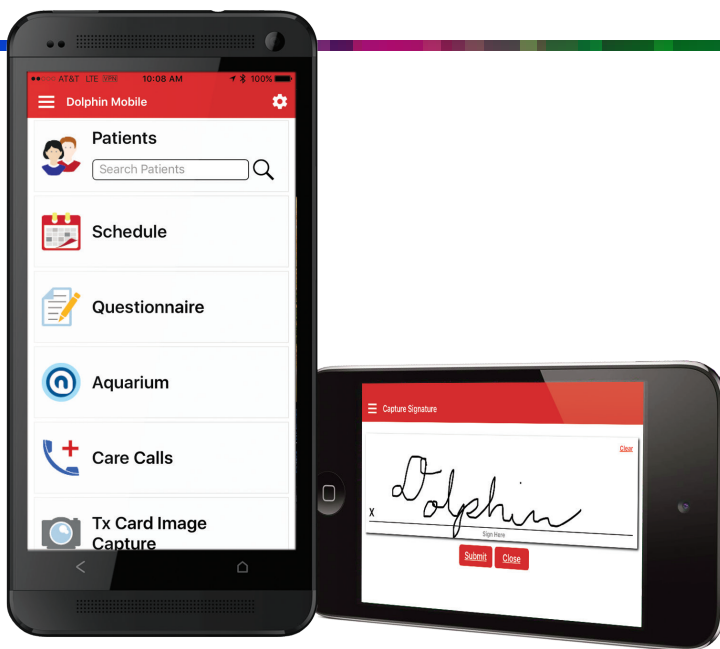 AT&T LTE VPN 10:08 AM 100%
Dolphin Mobile
Patients
Search Patients
Schedule
Questionnaire
Aquarium
Care Calls
Tx Card Image
Capture
Capture Signature
Clear
Dolphin
X
Sign Here
Submit Close